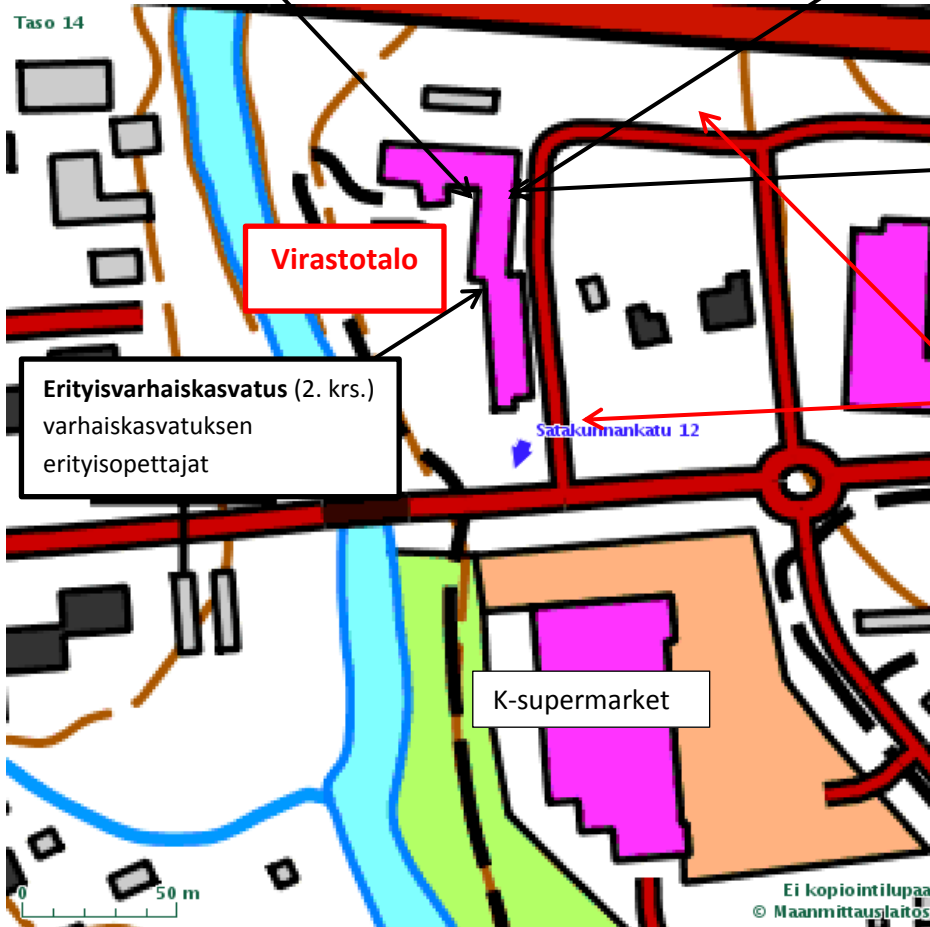 Taso 14
Virastotalo
Erityisvarhaiskasvatus (2. krs.)
varhaiskasvatuksen
erityisopettajat
Satakunnankatu 12
K-supermarket
0 50 m
Ei kopiointilupaa
© Maanmittauslaitos